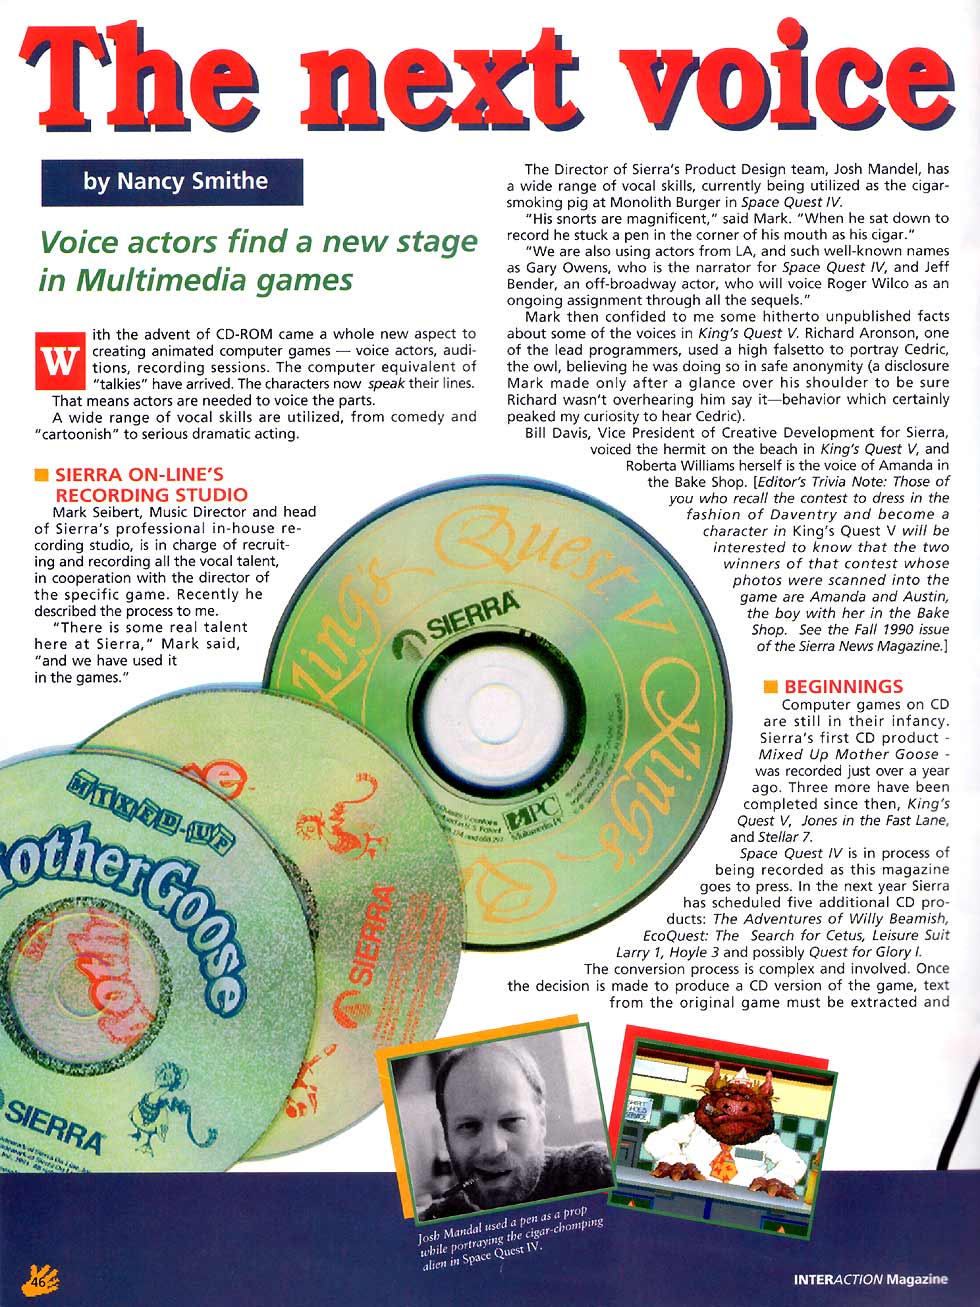 The next voice
by Nancy Smithe
Voice actors find a new stage
in Multimedia games
With the advent of CD-ROM came a whole new aspect to
creating animated computer games — voice actors, audi-
tions, recording sessions. The computer equivalent of
"talkies" have arrived. The characters now speak their lines.
That means actors are needed to voice the parts.
A wide range of vocal skills are utilized, from comedy and
"cartoonish" to serious dramatic acting.
SIERRA ON-LINE'S
RECORDING STUDIO
Mark Seibert, Music Director and head
of Sierra's professional in-house re-
cording studio, is in charge of recruit-
ing and recording all the vocal talent,
in cooperation with the director of
the specific game. Recently he
described the process to me.
"There is some real talent
here at Sierra," Mark said,
"and we have used it
in the games."
The Director of Sierra's Product Design team, Josh Mandel, has
a wide range of vocal skills, currently being utilized as the cigar-
smoking pig at Monolith Burger in Space Quest IV.
"His snorts are magnificent," said Mark. "When he sat down to
record he stuck a pen in the corner of his mouth as his cigar."
"We are also using actors from LA, and such well-known names
as Gary Owens, who is the narrator for Space Quest IV, and Jeff
Bender, an off-broadway actor, who will voice Roger Wilco as an
ongoing assignment through all the sequels."
Mark then confided to me some hitherto unpublished facts
about some of the voices in King's Quest V. Richard Aronson, one
of the lead programmers, used a high falsetto to portray Cedric,
the owl, believing he was doing so in safe anonymity (a disclosure
Mark made only after a glance over his shoulder to be sure
Richard wasn't overhearing him say it—behavior which certainly
peaked my curiosity to hear Cedric).
Bill Davis, Vice President of Creative Development for Sierra,
voiced the hermit on the beach in King's Quest V, and
Roberta Williams herself is the voice of Amanda in
the Bake Shop. [Editor's Trivia Note: Those of
you who recall the contest to dress in the
fashion of Daventry and become a
character in King's Quest V will be
interested to know that the two
winners of that contest whose
photos were scanned into the
game are Amanda and Austin,
the boy with her in the Bake
Shop. See the Fall 1990 issue
of the Sierra News Magazine.]
BEGINNINGS
Computer games on CD
are still in their infancy.
Sierra's first CD product -
Mixed Up Mother Goose -
was recorded just over a year
ago. Three more have been
completed since then, King's
Quest V, Jones in the Fast Lane,
and Stellar 7.
Space Quest IV is in process of
being recorded as this magazine
goes to press. In the next year Sierra
has scheduled five additional CD pro-
ducts: The Adventures of Willy Beamish,
EcoQuest: The Search for Cetus, Leisure Suit
Larry 1, Hoyle 3 and possibly Quest for Glory I.
The conversion process is complex and involved. Once
the decision is made to produce a CD version of the game, text
from the original game must be extracted and
King's Quest V
SIERRA
King's
MPC
Multimedia PC
SIERRA
MIXED-UP
Mother Goose
SIERRA
Josh Mandal used a pen as a prop
while portraying the cigar-chomping
alien in Space Quest IV.
46
INTERACTION Magazine